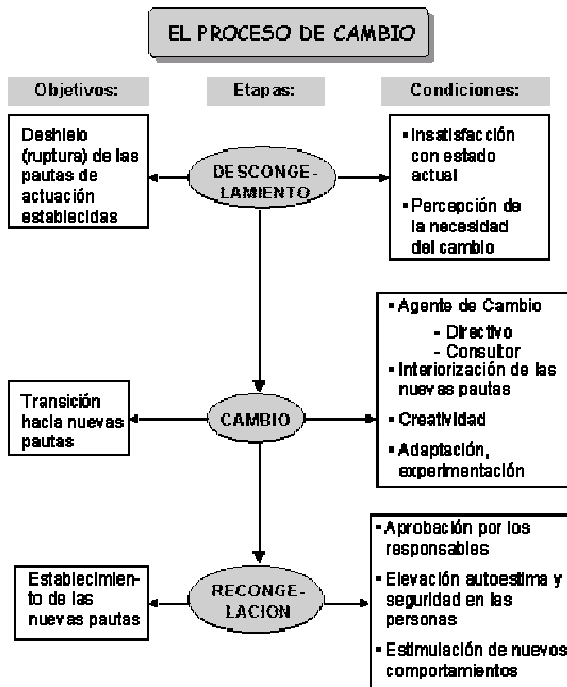 EL PROCESO DE CAMBIO
Objetivos:
Etapas:
Condiciones:
Deshielo
(ruptura) de las
pautas de
actuación
establecidas
DESCONGE-
LAMIENTO
▪Insatisfacción
con estado
actual
▪Percepción de
la necesidad
del cambio
Transición
hacia nuevas
pautas
CAMBIO
▪Agente de Cambio
- Directivo
- Consultor
▪Interiorización de las
nuevas pautas
▪Creatividad
▪Adaptación,
experimentación
Establecimien-
to de las
nuevas pautas
RECONGE-
LACION
▪Aprobación por los
responsables
▪Elevación autoestima y
seguridad en las
personas
▪Estimulación de nuevos
comportamientos